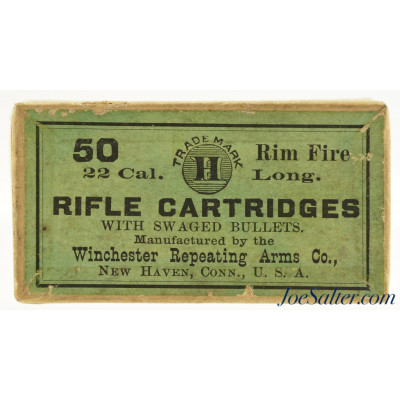 50 TRADE MARK Rim Fire
22 Cal. H Long.
RIFLE CARTRIDGES
WITH SWAGED BULLETS.
Manufactured by the
Winchester Repeating Arms Co.,
NEW HAVEN, CONN., U. S. A.
JoeSalter.com